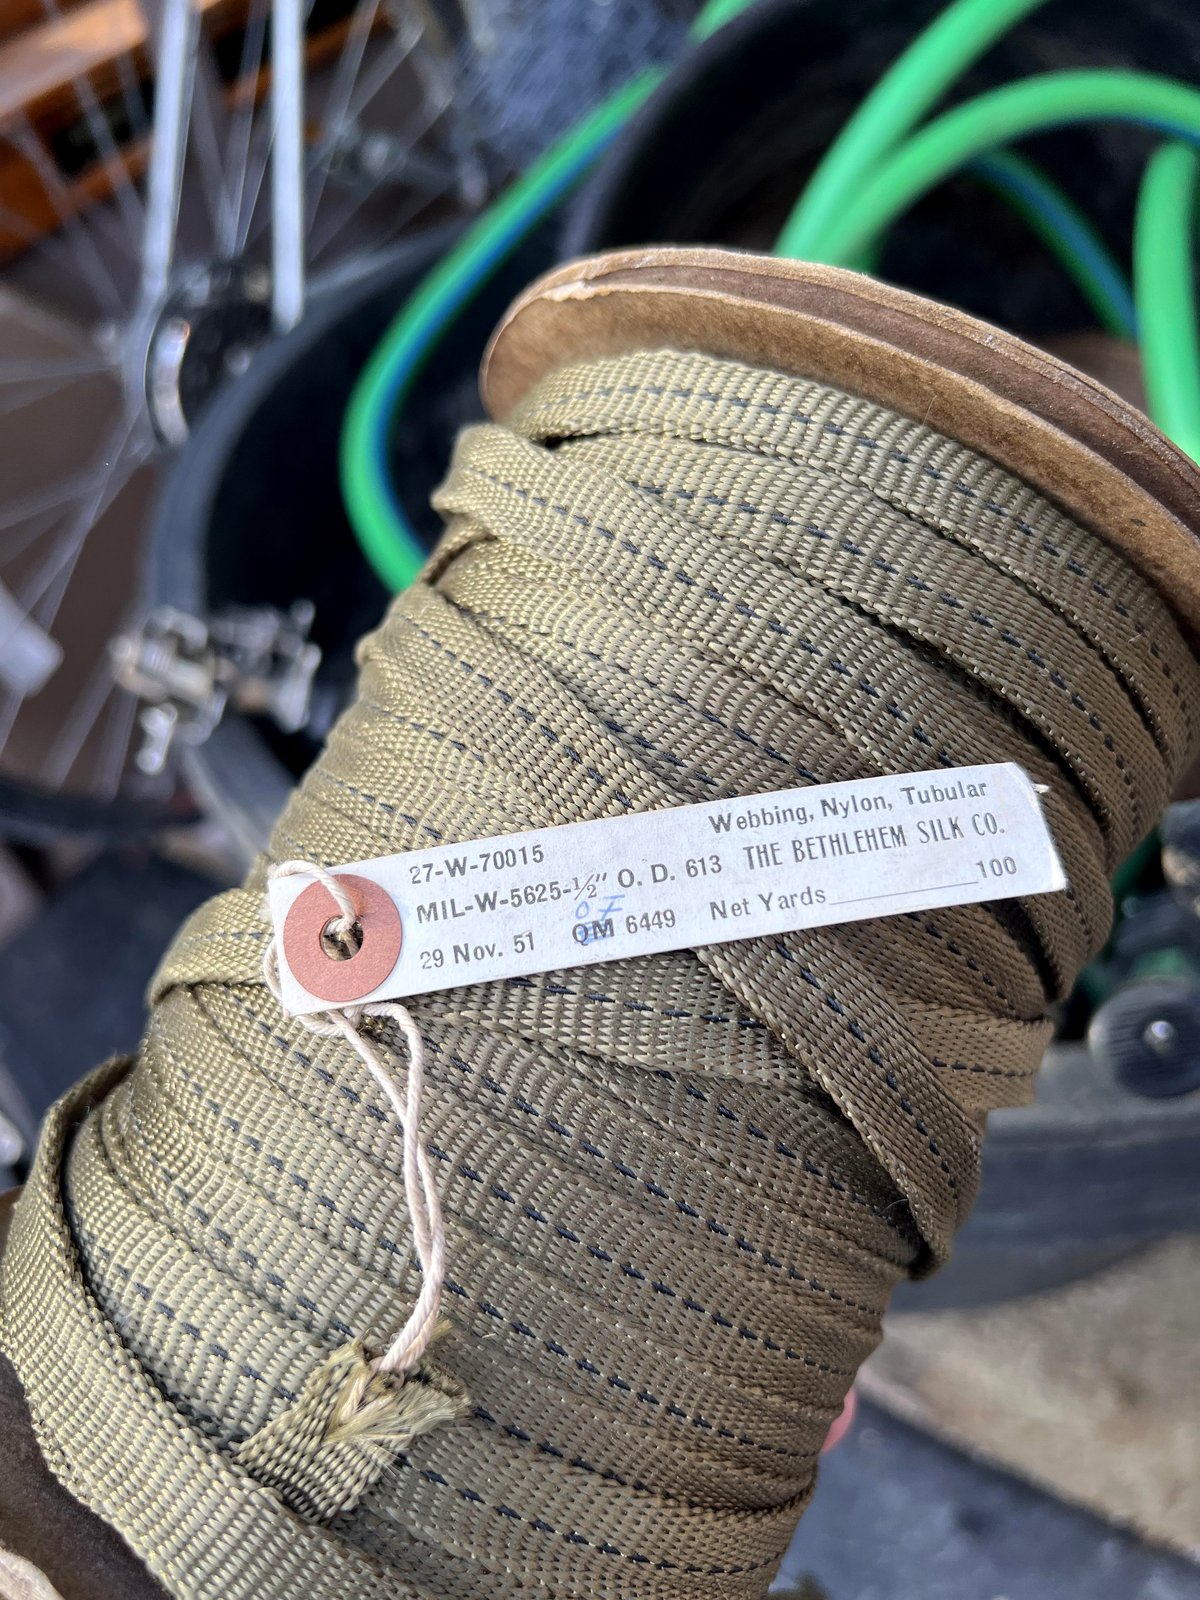 27-W-70015 Webbing, Nylon, Tubular
MIL-W-5625-½" O. D. 613 THE BETHLEHEM SILK CO.
OF
29 Nov. 51 QM 6449 Net Yards 100